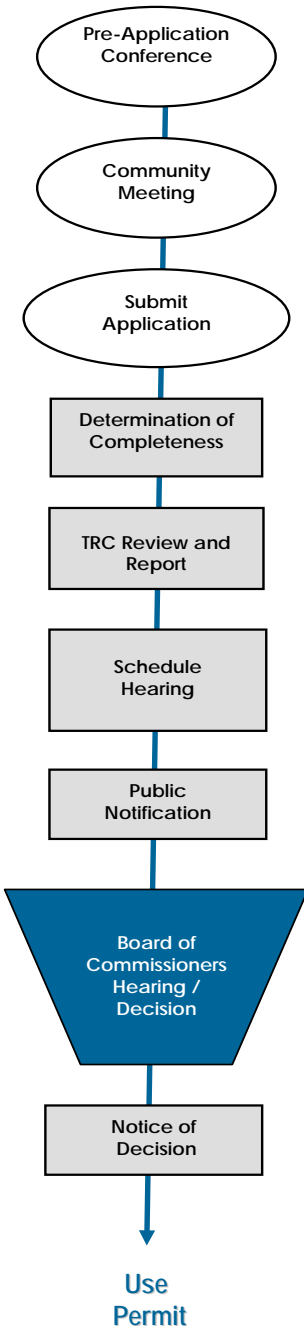 Pre-Application
Conference
Community
Meeting
Submit
Application
Determination of
Completeness
TRC Review and
Report
Schedule
Hearing
Public
Notification
Board of
Commissioners
Hearing /
Decision
Notice of
Decision
Use
Permit